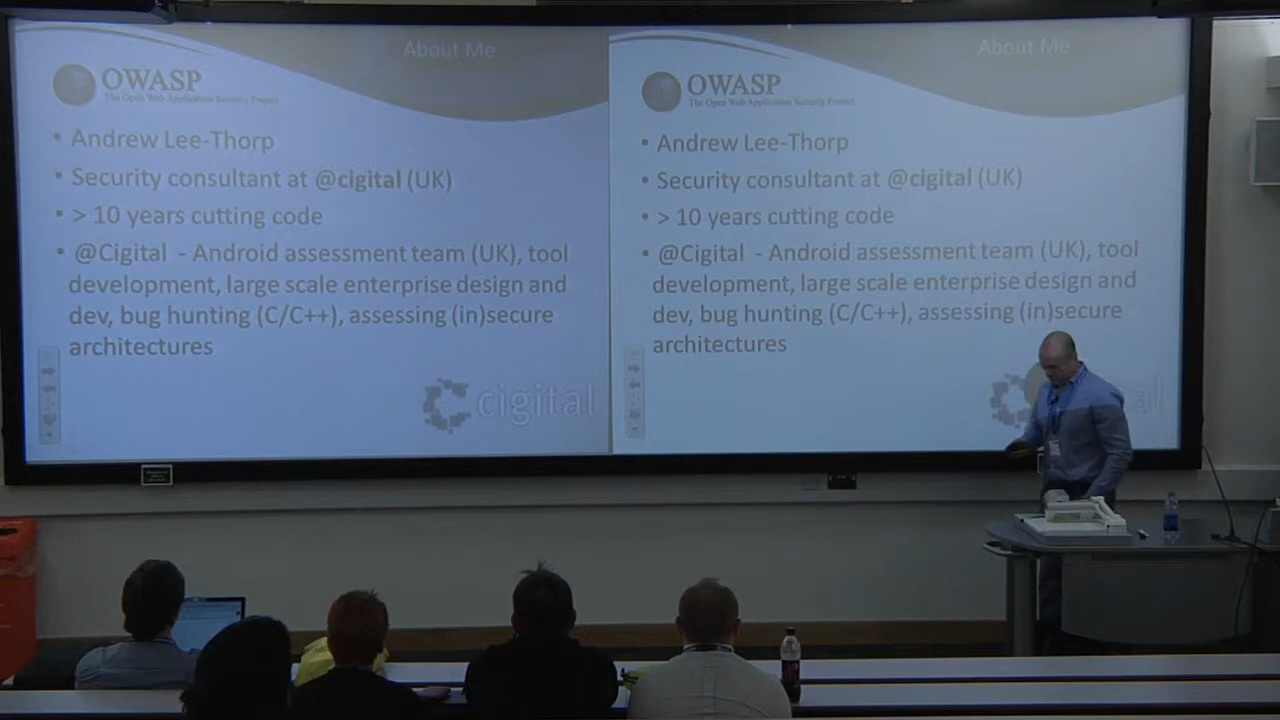 About Me
OWASP
The Open Web Application Security Project
• Andrew Lee-Thorp
• Security consultant at @cigital (UK)
• > 10 years cutting code
• @Cigital - Android assessment team (UK), tool
development, large scale enterprise design and
dev, bug hunting (C/C++), assessing (in)secure
architectures
cigital
About Me
OWASP
The Open Web Application Security Project
• Andrew Lee-Thorp
• Security consultant at @cigital (UK)
• > 10 years cutting code
• @Cigital - Android assessment team (UK), tool
development, large scale enterprise design and
dev, bug hunting (C/C++), assessing (in)secure
architectures